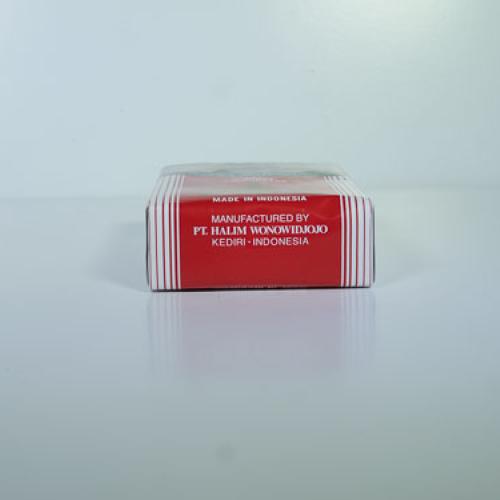 MADE IN INDONESIA
MANUFACTURED BY
PT. HALIM WONOWIDJOJO
KEDIRI - INDONESIA